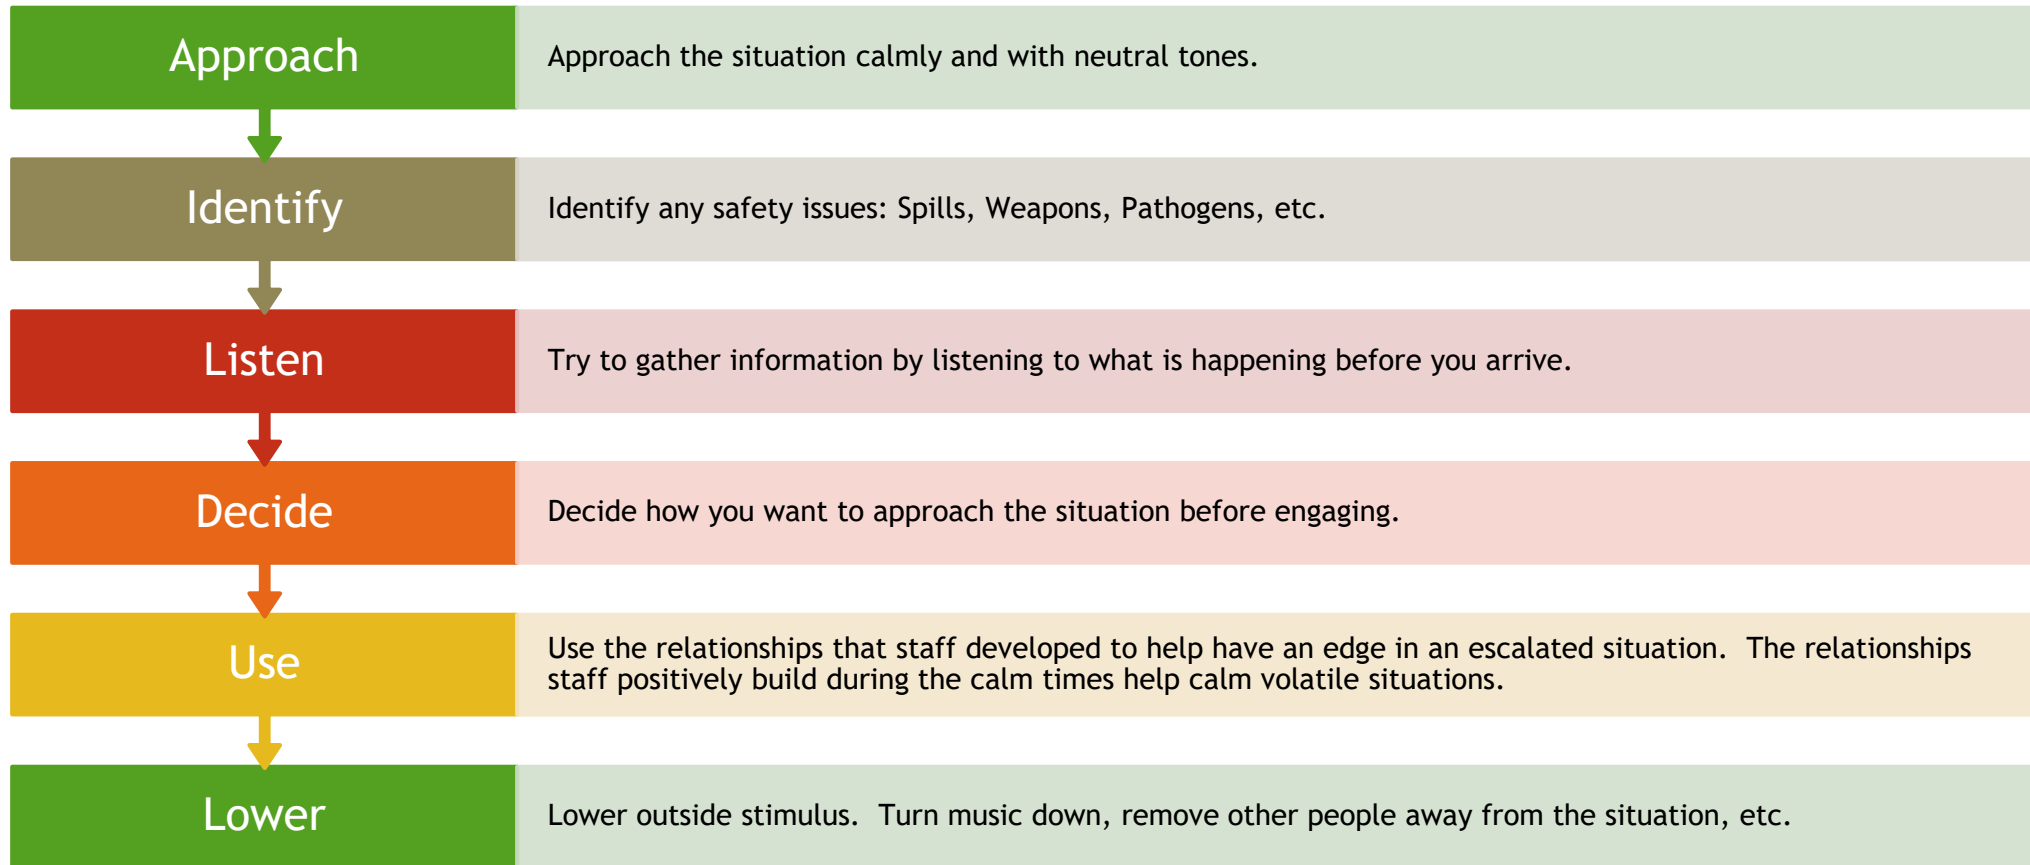 Approach
Approach the situation calmly and with neutral tones.
Identify
Identify any safety issues: Spills, Weapons, Pathogens, etc.
Listen
Try to gather information by listening to what is happening before you arrive.
Decide
Decide how you want to approach the situation before engaging.
Use
Use the relationships that staff developed to help have an edge in an escalated situation.  The relationships
staff positively build during the calm times help calm volatile situations.
Lower
Lower outside stimulus.  Turn music down, remove other people away from the situation, etc.